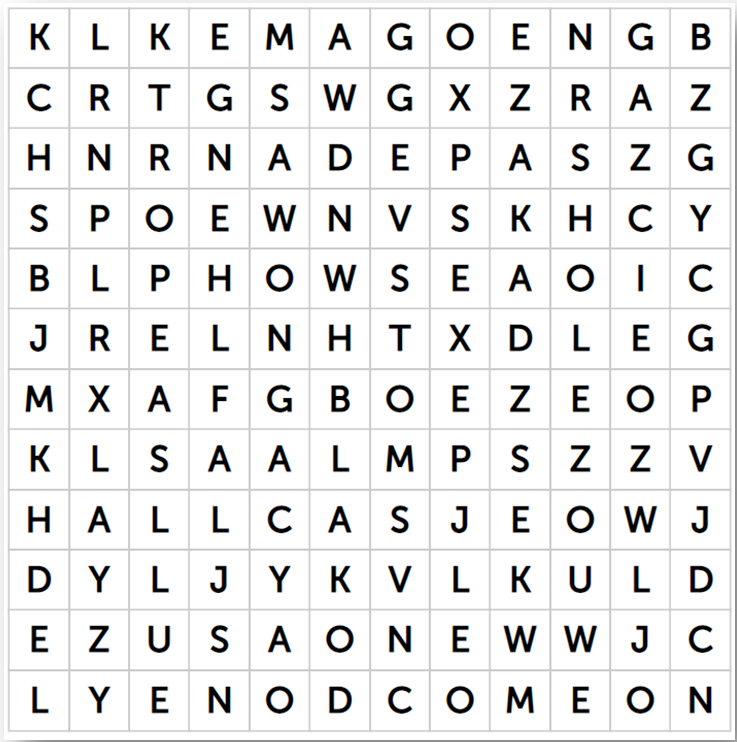 K L K E M A G O E N G B
C R T G S W G X Z R A Z
H N R N A D E P A S Z G
S P O E W N V S K H C Y
B L P H O W S E A O I C
J R E L N H T X D L E G
M X A F G B O E Z E O P
K L S A A L M P S Z Z V
H A L L C A S J E O W J
D Y L J Y K V L K U L D
E Z U S A O N E W W J C
L Y E N O D C O M E O N